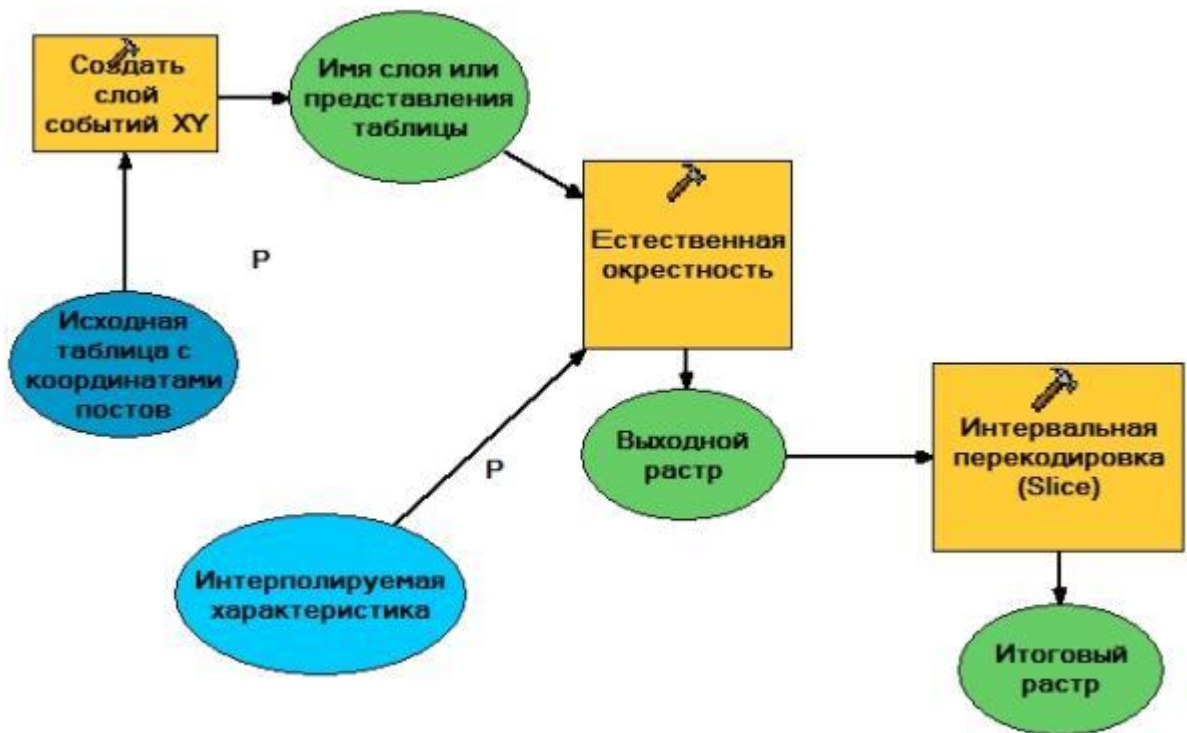 Создать
слой
событий XY
Имя слоя или
представления
таблицы
Естественная
окрестность
P
Исходная
таблица с
координатами
постов
Выходной
растр
Интервальная
перекодировка
(Slice)
P
Интерполируемая
характеристика
Итоговый
растр